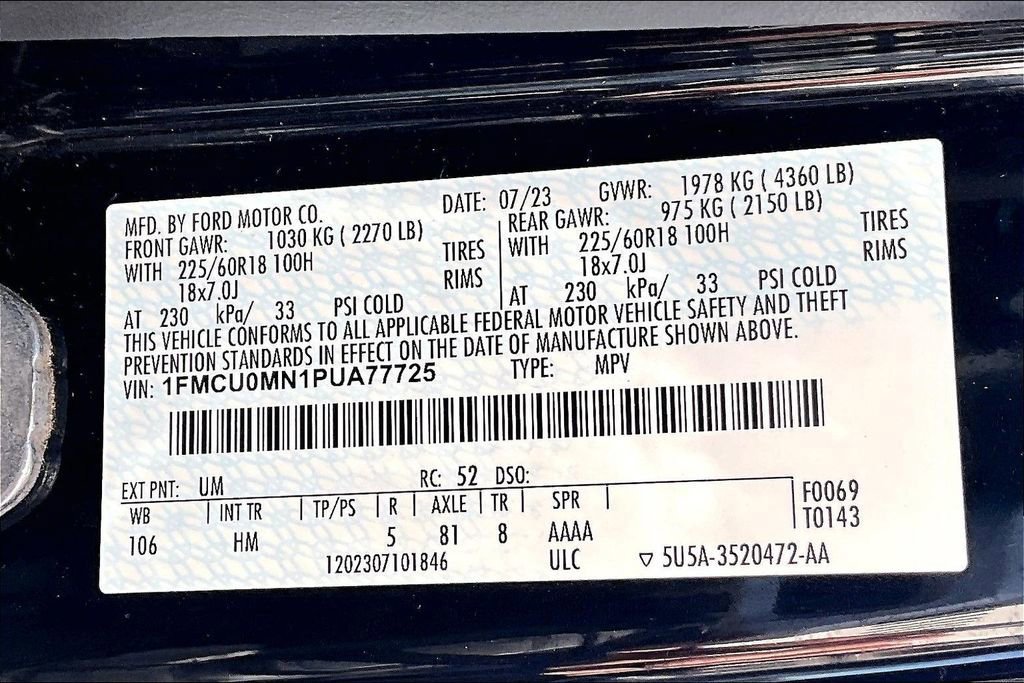 MFD. BY FORD MOTOR CO. DATE: 07/23 GVWR: 1978 KG ( 4360 LB)
FRONT GAWR: 1030 KG ( 2270 LB) REAR GAWR: 975 KG ( 2150 LB)
WITH 225/60R18 100H TIRES WITH 225/60R18 100H TIRES
18x7.0J RIMS 18x7.0J RIMS
AT 230 kPa/ 33 PSI COLD AT 230 kPa/ 33 PSI COLD
THIS VEHICLE CONFORMS TO ALL APPLICABLE FEDERAL MOTOR VEHICLE SAFETY AND THEFT
PREVENTION STANDARDS IN EFFECT ON THE DATE OF MANUFACTURE SHOWN ABOVE.
VIN: 1FMCU0MN1PUA77725 TYPE: MPV
EXT PNT: UM RC: 52 DSO:
WB | INT TR | TP/PS | R | AXLE | TR | SPR | F0069
106 HM 5 81 8 AAAA T0143
1202307101846 ULC ▽ 5U5A-3520472-AA